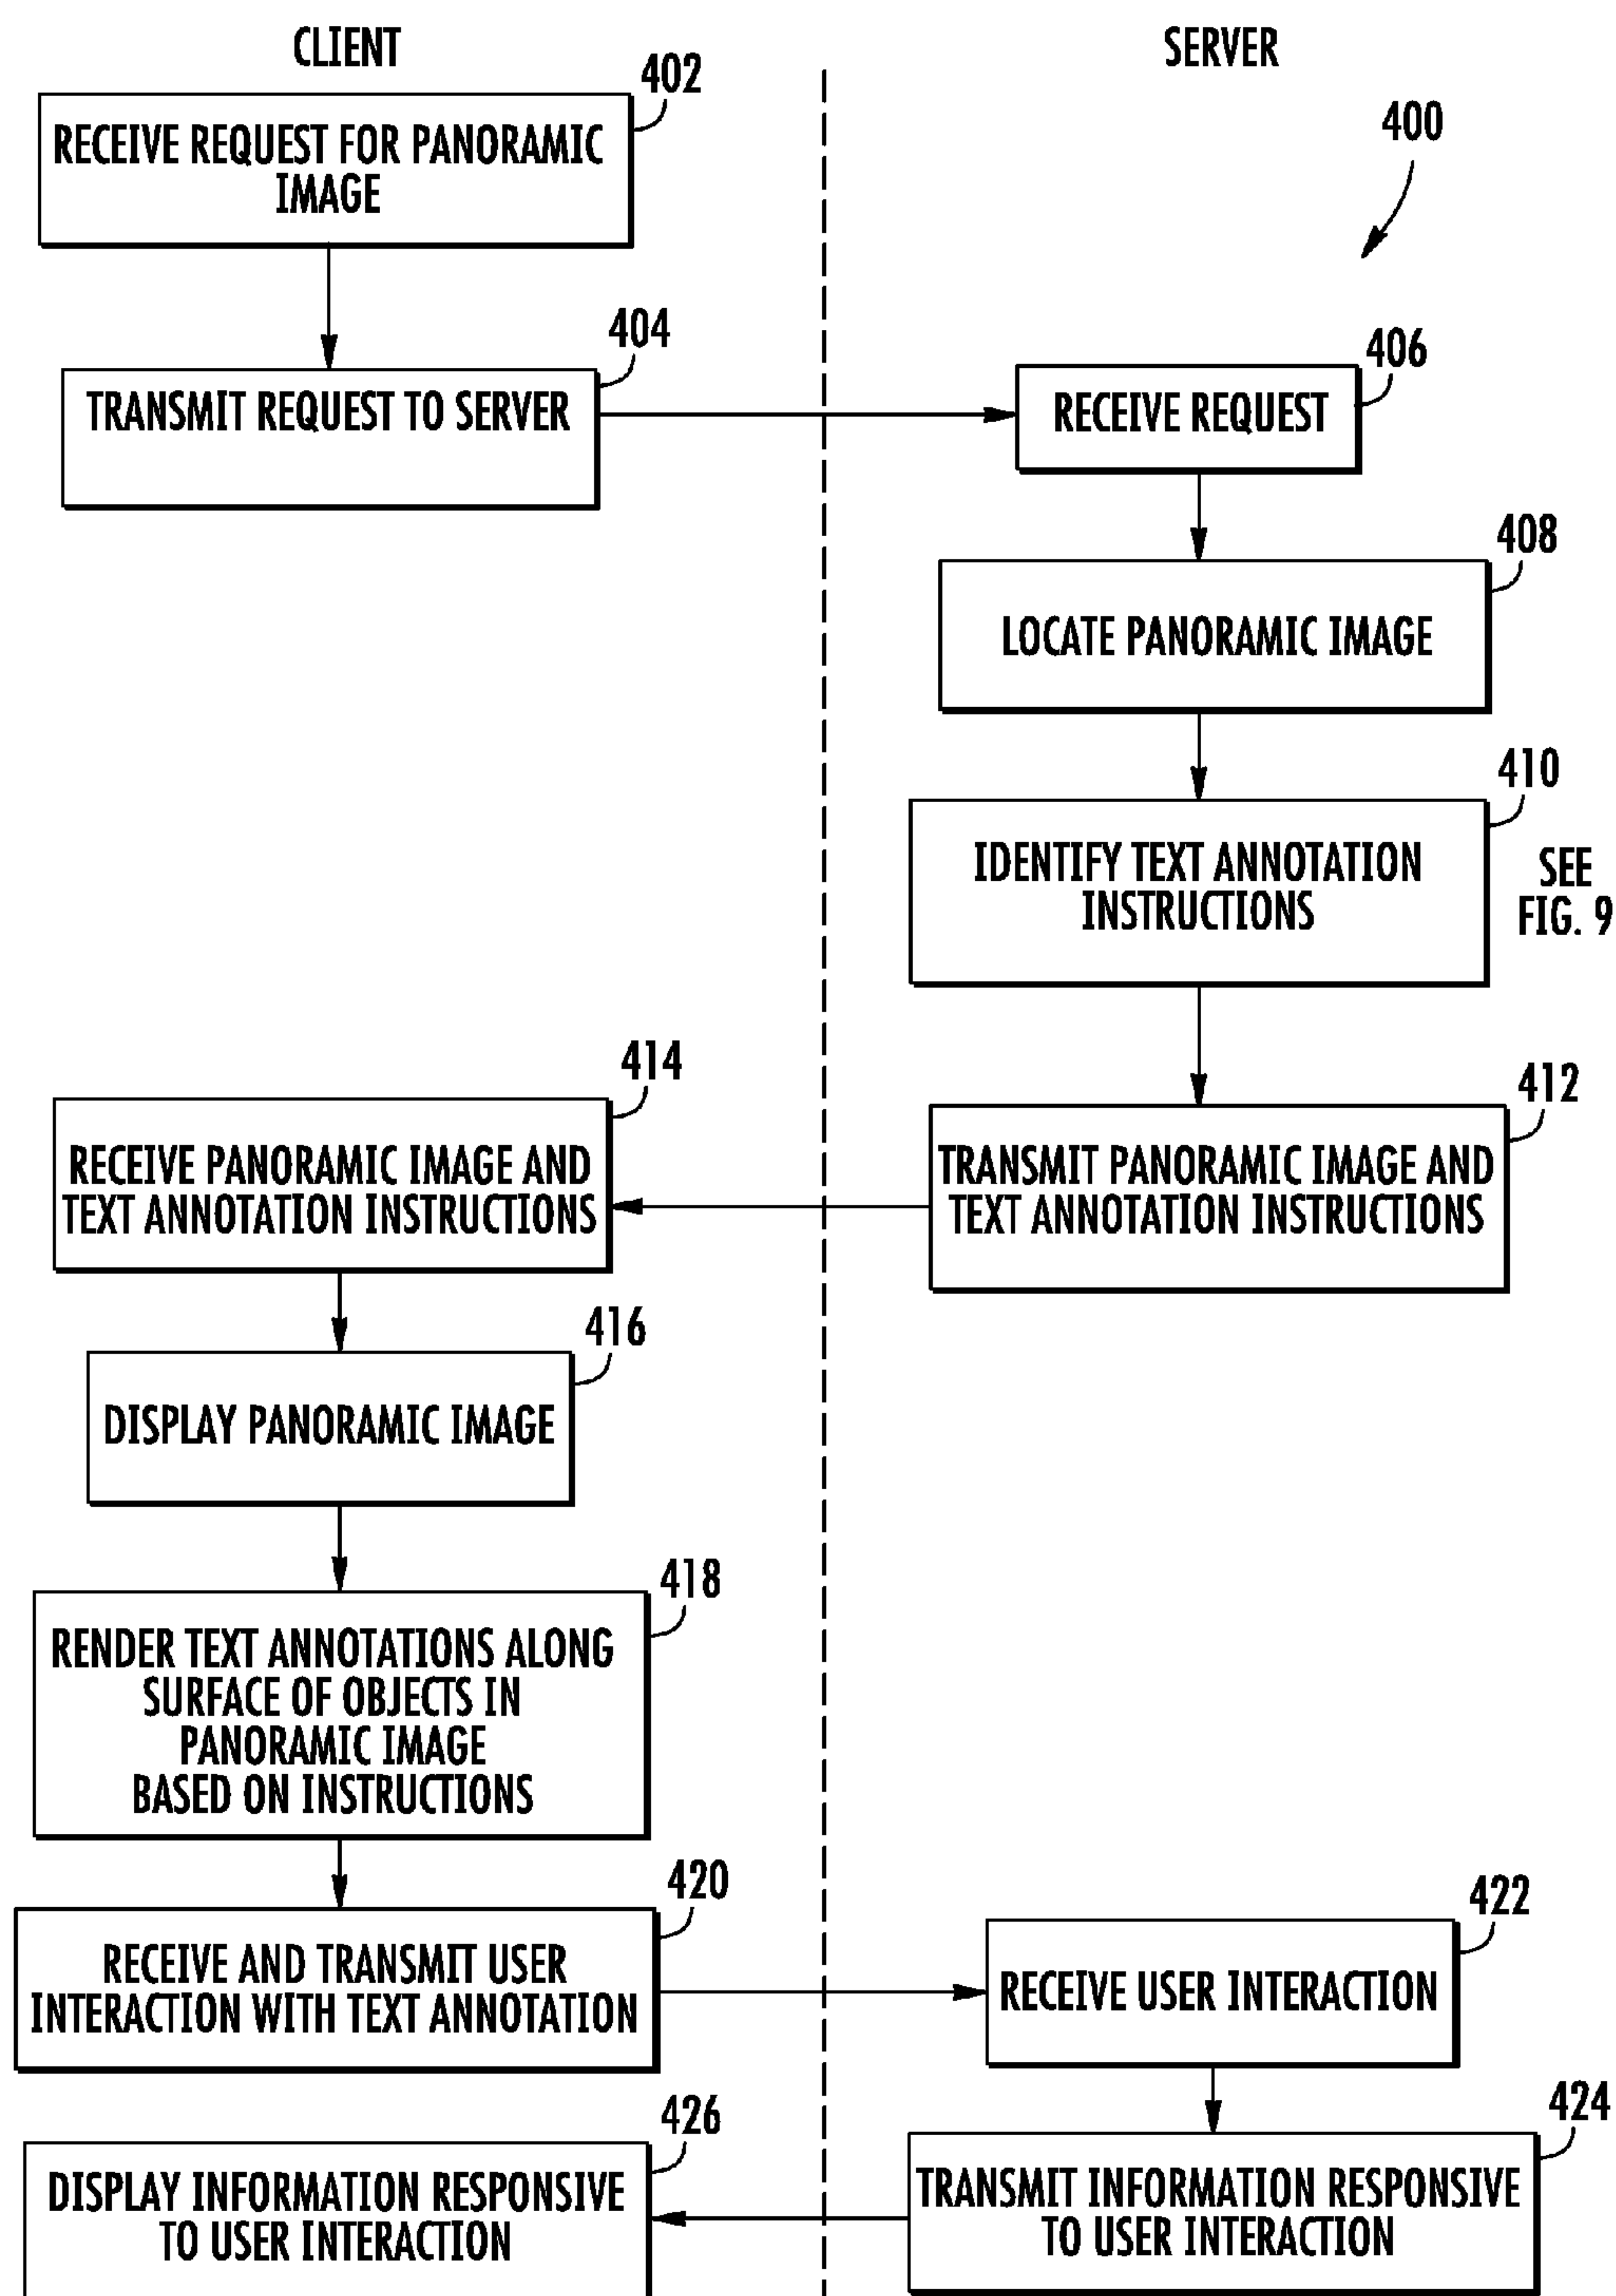 CLIENT
SERVER
400
402
RECEIVE REQUEST FOR PANORAMIC
IMAGE
404
TRANSMIT REQUEST TO SERVER
406
RECEIVE REQUEST
408
LOCATE PANORAMIC IMAGE
410
IDENTIFY TEXT ANNOTATION
INSTRUCTIONS
SEE
FIG. 9
412
TRANSMIT PANORAMIC IMAGE AND
TEXT ANNOTATION INSTRUCTIONS
414
RECEIVE PANORAMIC IMAGE AND
TEXT ANNOTATION INSTRUCTIONS
416
DISPLAY PANORAMIC IMAGE
418
RENDER TEXT ANNOTATIONS ALONG
SURFACE OF OBJECTS IN
PANORAMIC IMAGE
BASED ON INSTRUCTIONS
420
RECEIVE AND TRANSMIT USER
INTERACTION WITH TEXT ANNOTATION
422
RECEIVE USER INTERACTION
424
TRANSMIT INFORMATION RESPONSIVE
TO USER INTERACTION
426
DISPLAY INFORMATION RESPONSIVE
TO USER INTERACTION